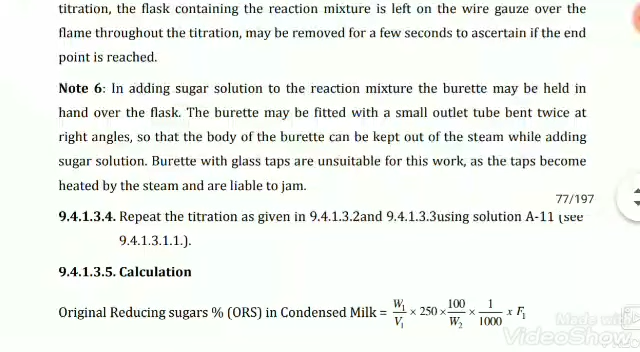 titration, the flask containing the reaction mixture is left on the wire gauze over the
flame throughout the titration, may be removed for a few seconds to ascertain if the end
point is reached.
Note 6: In adding sugar solution to the reaction mixture the burette may be held in
hand over the flask. The burette may be fitted with a small outlet tube bent twice at
right angles, so that the body of the burette can be kept out of the steam while adding
sugar solution. Burette with glass taps are unsuitable for this work, as the taps become
heated by the steam and are liable to jam.
77/197
9.4.1.3.4. Repeat the titration as given in 9.4.1.3.2and 9.4.1.3.3using solution A-11 (see
9.4.1.3.1.1.).
9.4.1.3.5. Calculation
Original Reducing sugars % (ORS) in Condensed Milk = W₁/V₁ × 250 × 100/W₂ × 1/1000 x F₁
Made with
VideoShow